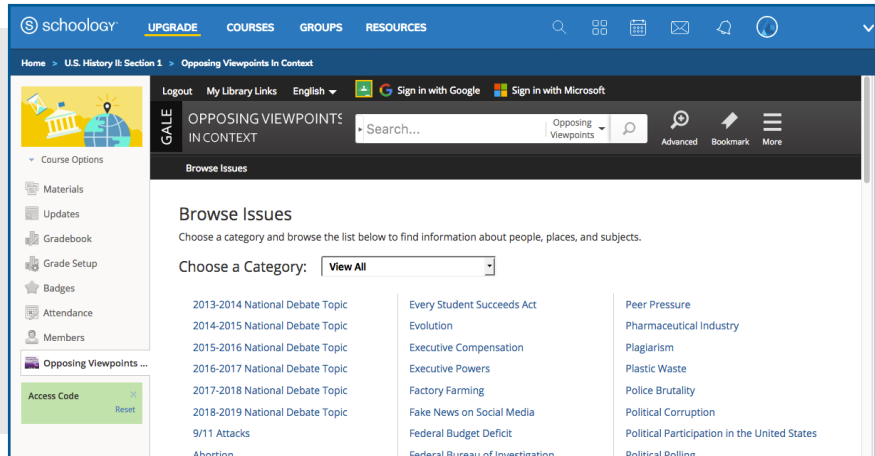 S schoology UPGRADE COURSES GROUPS RESOURCES
Home > U.S. History II: Section 1 > Opposing Viewpoints In Context
Logout My Library Links English Sign in with Google Sign in with Microsoft
GALE
OPPOSING VIEWPOINTS
IN CONTEXT
Search...
Opposing
Viewpoints
Advanced Bookmark More
Browse Issues
Course Options
Materials
Updates
Gradebook
Grade Setup
Badges
Attendance
Members
Opposing Viewpoints ...
Access Code
Reset
Browse Issues
Choose a category and browse the list below to find information about people, places, and subjects.
Choose a Category: View All
2013-2014 National Debate Topic
2014-2015 National Debate Topic
2015-2016 National Debate Topic
2016-2017 National Debate Topic
2017-2018 National Debate Topic
2018-2019 National Debate Topic
9/11 Attacks
Abortion
Every Student Succeeds Act
Evolution
Executive Compensation
Executive Powers
Factory Farming
Fake News on Social Media
Federal Budget Deficit
Federal Bureau of Investigation
Peer Pressure
Pharmaceutical Industry
Plagiarism
Plastic Waste
Police Brutality
Political Corruption
Political Participation in the United States
Political Polling